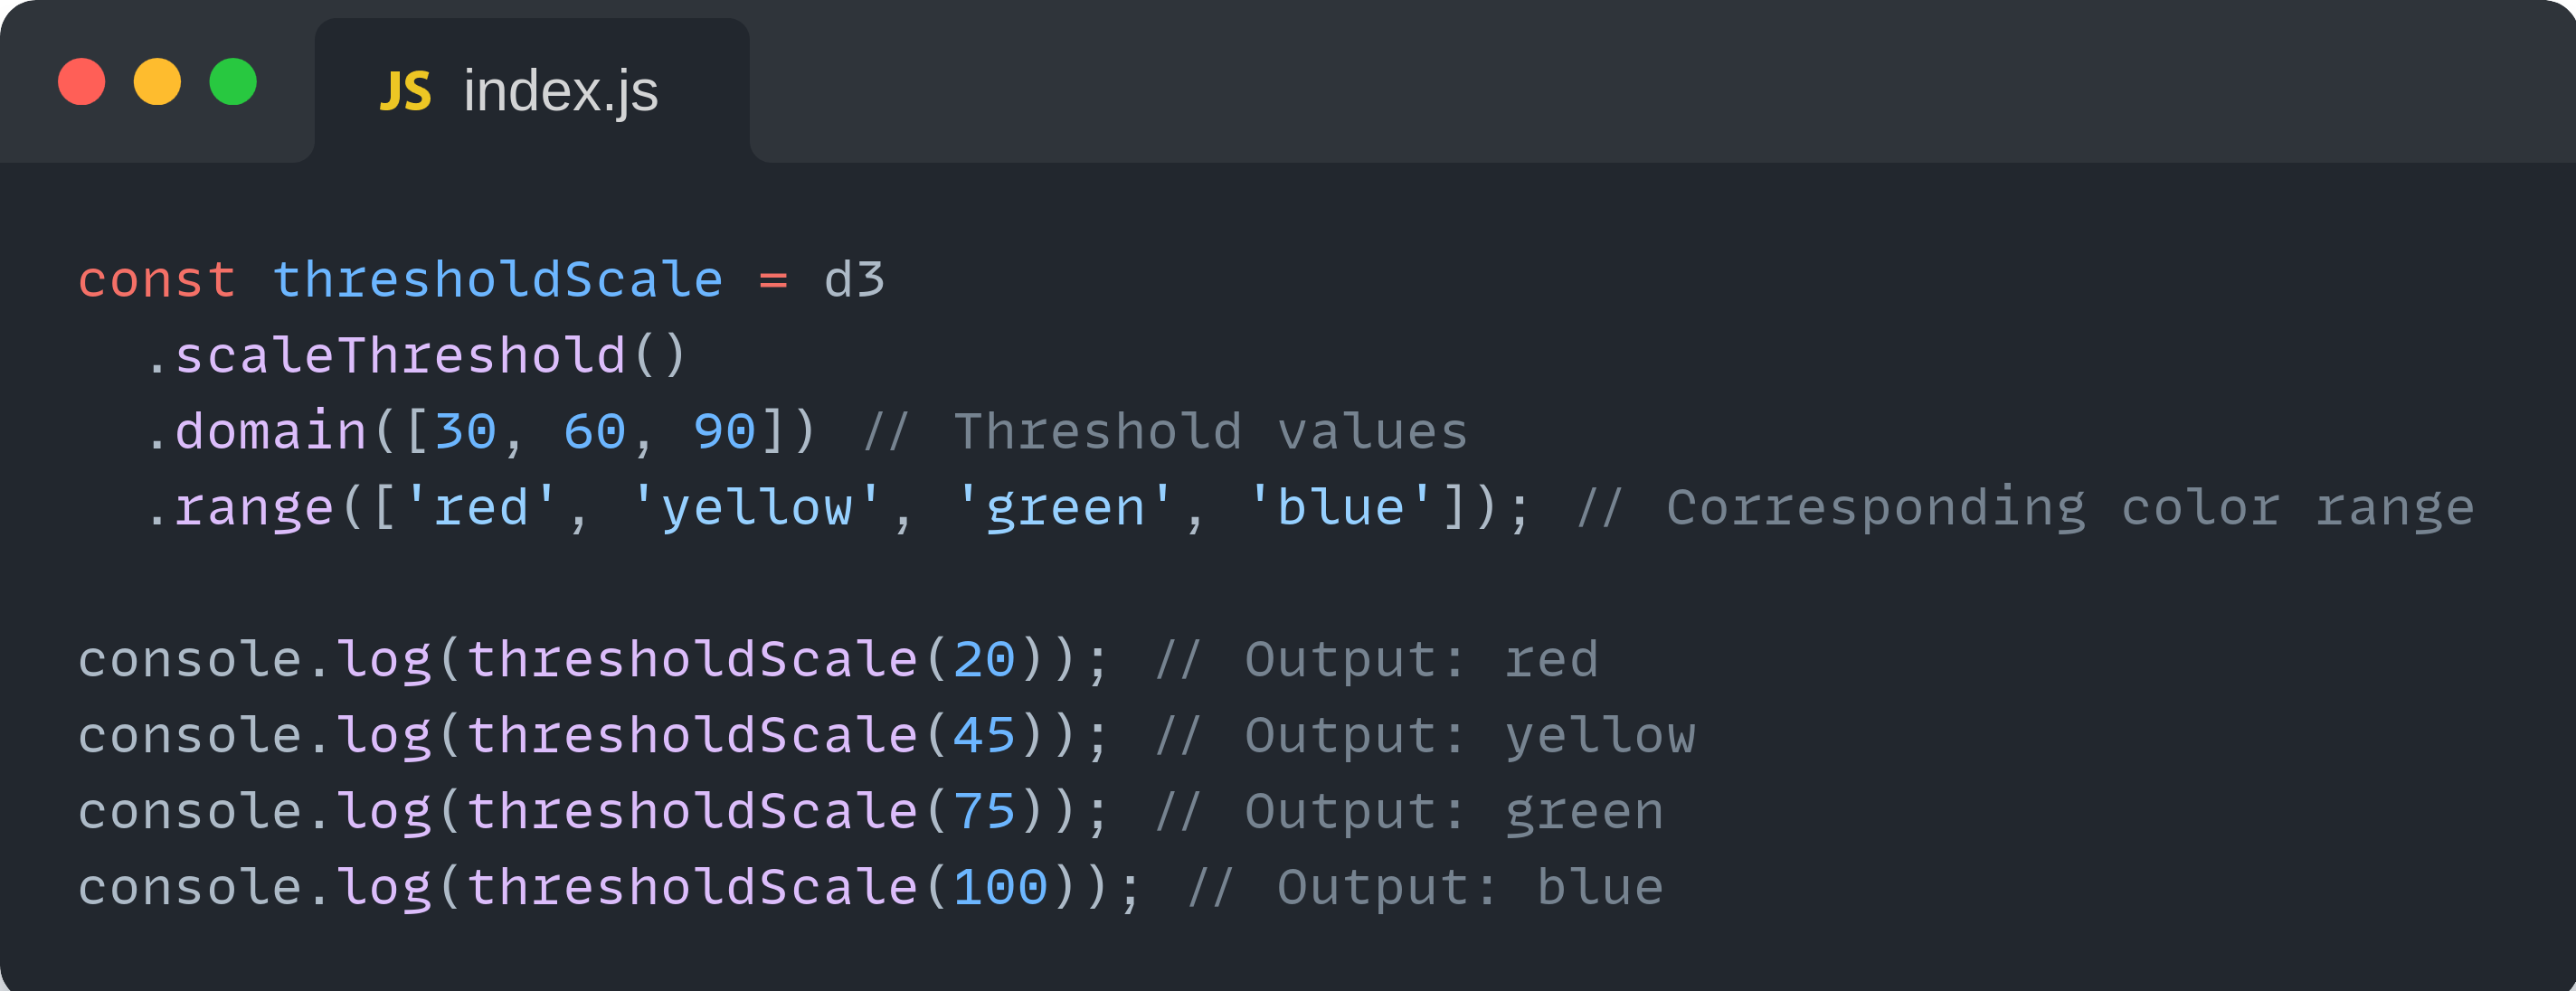 JS index.js
const thresholdScale = d3
  .scaleThreshold()
  .domain([30, 60, 90]) // Threshold values
  .range(['red', 'yellow', 'green', 'blue']); // Corresponding color range

console.log(thresholdScale(20)); // Output: red
console.log(thresholdScale(45)); // Output: yellow
console.log(thresholdScale(75)); // Output: green
console.log(thresholdScale(100)); // Output: blue